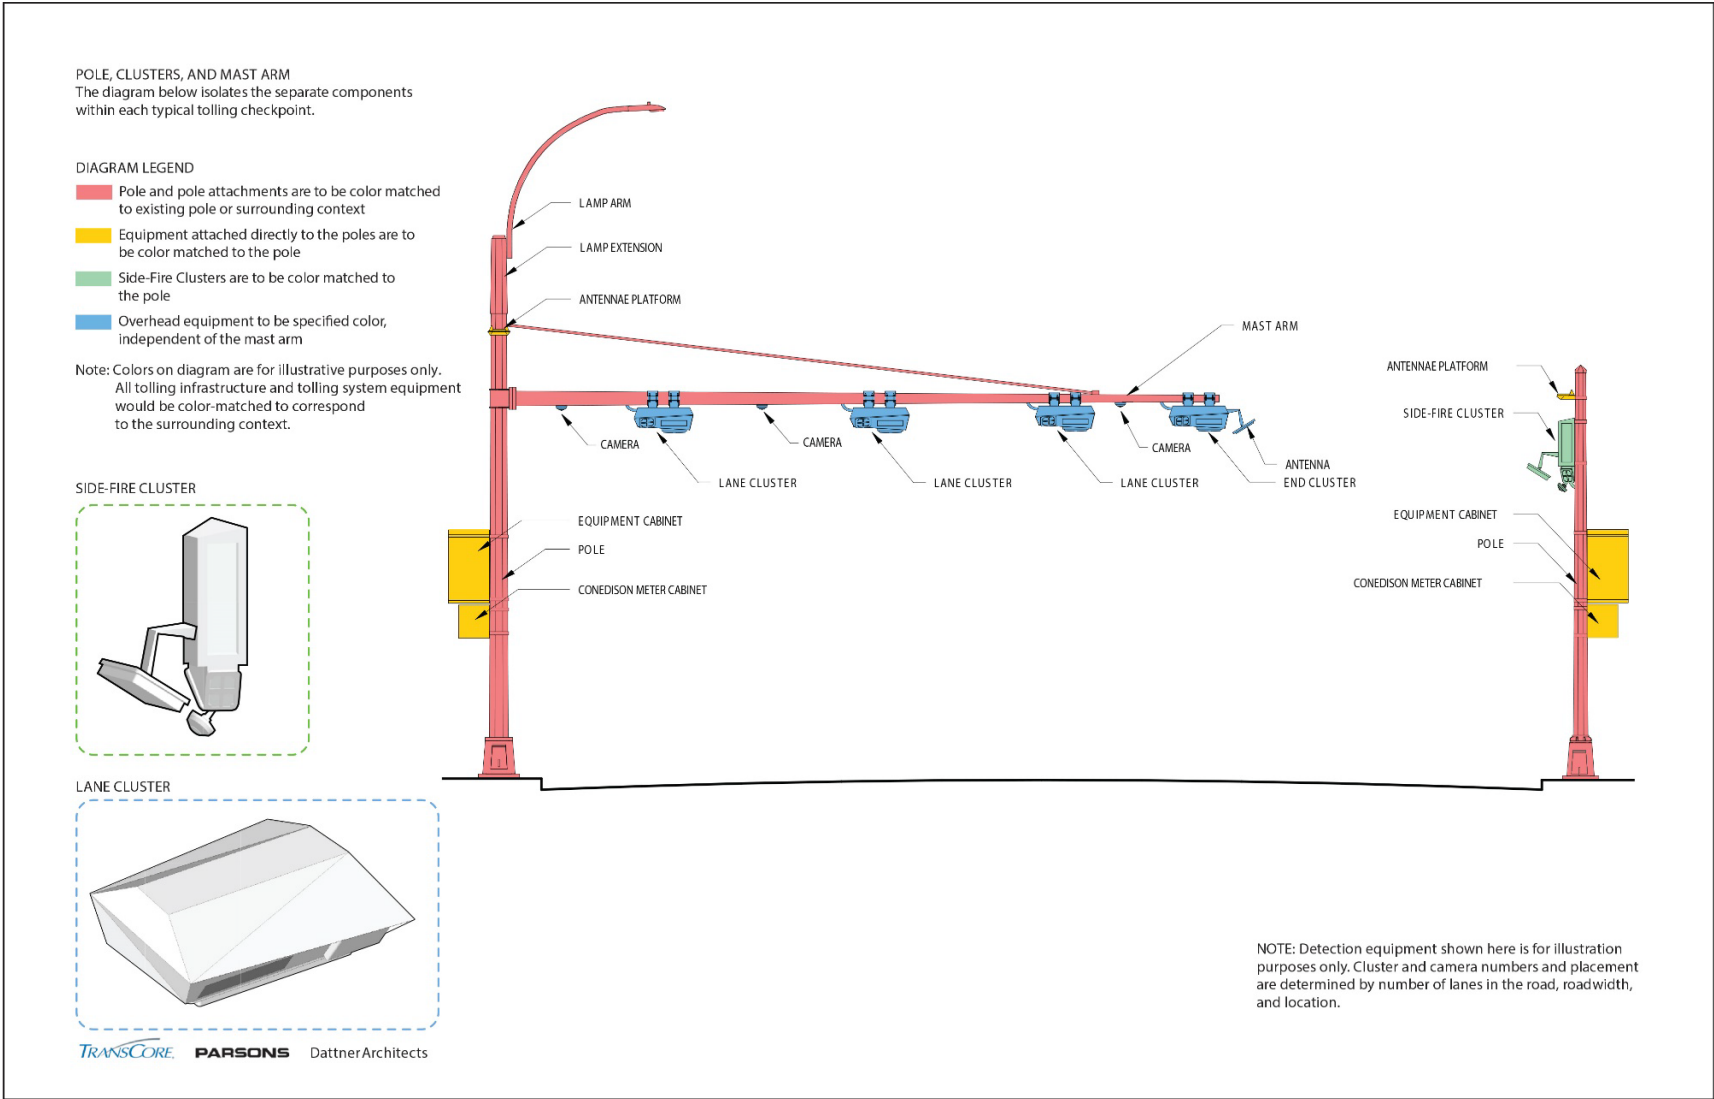 POLE, CLUSTERS, AND MAST ARM
The diagram below isolates the separate components
within each typical tolling checkpoint.
DIAGRAM LEGEND
Pole and pole attachments are to be color matched
to existing pole or surrounding context
Equipment attached directly to the poles are to
be color matched to the pole
Side-Fire Clusters are to be color matched to
the pole
Overhead equipment to be specified color,
independent of the mast arm
Note: Colors on diagram are for illustrative purposes only.
All tolling infrastructure and tolling system equipment
would be color-matched to correspond
to the surrounding context.
SIDE-FIRE CLUSTER
LANE CLUSTER
TRANSCORE
PARSONS
Dattner Architects
LAMP ARM
LAMP EXTENSION
ANTENNAE PLATFORM
MAST ARM
CAMERA
CAMERA
CAMERA
LANE CLUSTER
LANE CLUSTER
LANE CLUSTER
ANTENNA
END CLUSTER
EQUIPMENT CABINET
POLE
CONEDISON METER CABINET
ANTENNAE PLATFORM
SIDE-FIRE CLUSTER
EQUIPMENT CABINET
POLE
CONEDISON METER CABINET
NOTE: Detection equipment shown here is for illustration
purposes only. Cluster and camera numbers and placement
are determined by number of lanes in the road, roadwidth,
and location.